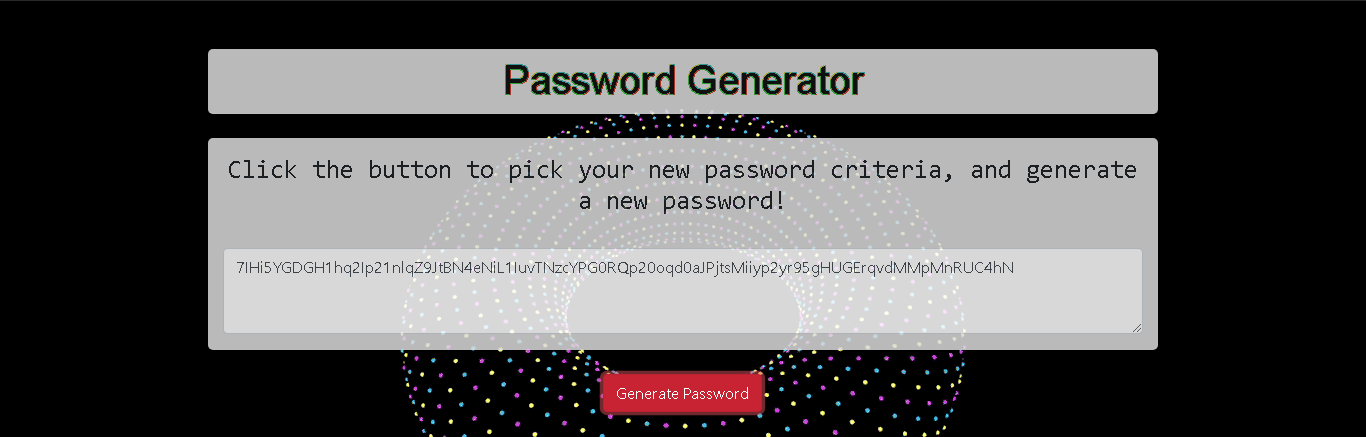 Password Generator
Click the button to pick your new password criteria, and generate
a new password!
7IHi5YGDGH1hq2Ip21nlqZ9JtBN4eNiL1IuvTNzcYPG0RQp20oqd0aJPjtsMiiyp2yr95gHUGErqvdMMpMnRUC4hN
Generate Password